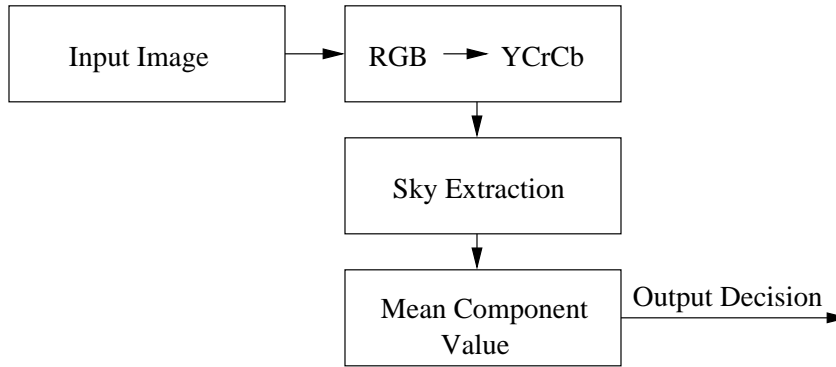 Input Image
RGB YCrCb
Sky Extraction
Mean Component
Value
Output Decision